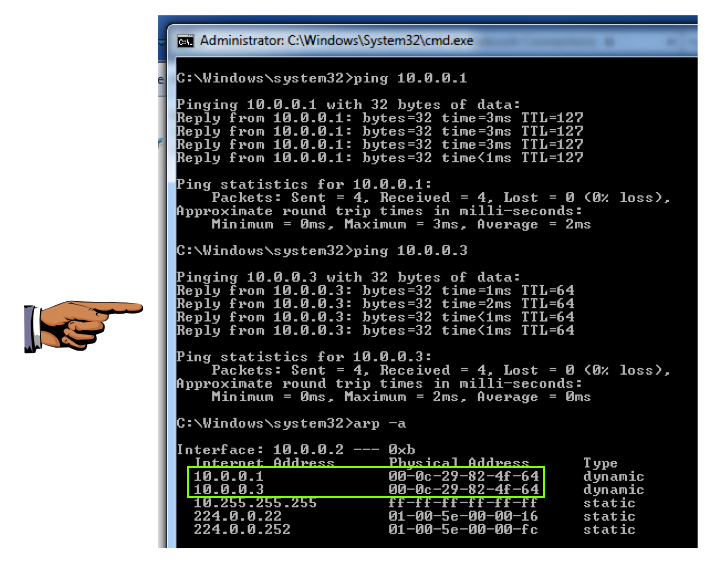 Administrator: C:\Windows\System32\cmd.exe
C:\Windows\system32>ping 10.0.0.1
Pinging 10.0.0.1 with 32 bytes of data:
Reply from 10.0.0.1: bytes=32 time=3ms TTL=127
Reply from 10.0.0.1: bytes=32 time=3ms TTL=127
Reply from 10.0.0.1: bytes=32 time=3ms TTL=127
Reply from 10.0.0.1: bytes=32 time<1ms TTL=127
Ping statistics for 10.0.0.1:
Packets: Sent = 4, Received = 4, Lost = 0 (0% loss),
Approximate round trip times in milli-seconds:
Minimum = 0ms, Maximum = 3ms, Average = 2ms
C:\Windows\system32>ping 10.0.0.3
Pinging 10.0.0.3 with 32 bytes of data:
Reply from 10.0.0.3: bytes=32 time=1ms TTL=64
Reply from 10.0.0.3: bytes=32 time=2ms TTL=64
Reply from 10.0.0.3: bytes=32 time<1ms TTL=64
Reply from 10.0.0.3: bytes=32 time<1ms TTL=64
Ping statistics for 10.0.0.3:
Packets: Sent = 4, Received = 4, Lost = 0 (0% loss),
Approximate round trip times in milli-seconds:
Minimum = 0ms, Maximum = 2ms, Average = 0ms
C:\Windows\system32>arp -a
Interface: 10.0.0.2 --- 0xb
Internet Address Physical Address Type
10.0.0.1 00-0c-29-82-4f-64 dynamic
10.0.0.3 00-0c-29-82-4f-64 dynamic
10.255.255.255 ff-ff-ff-ff-ff-ff static
224.0.0.22 01-00-5e-00-00-16 static
224.0.0.252 01-00-5e-00-00-fc static